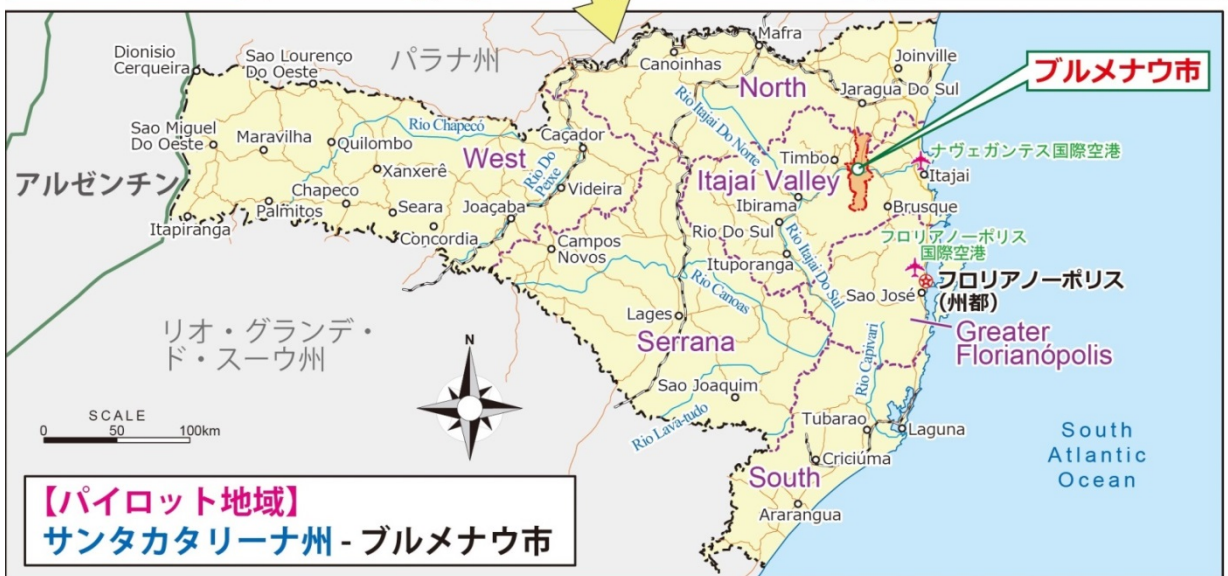 パラナ州
Dionisio
Cerqueira
Sao Lourenço
Do Oeste
Canoinhas
Mafra
Joinville
ブルメナウ市
North
Jaragua Do Sul
Rio Itajai Do Norte
Sao Miguel
Do Oeste
Maravilha
Quilombo
Rio Chapecó
Caçador
West
Xanxerê
Rio Do
Peixe
Videira
Timbo
ナヴェガンテス国際空港
Itajai
Itajaí Valley
アルゼンチン
Chapeco
Palmitos
Seara
Joaçaba
Ibirama
Brusque
Itapiranga
Concordia
Campos
Novos
Rio Do Sul
Ituporanga
Rio Itajai Do Sul
フロリアノーポリス
国際空港
フロリアノーポリス
(州都)
Sao José
Rio Canoas
リオ・グランデ・
ド・スーウ州
Lages
Serrana
Greater
Florianópolis
Rio Capivari
N
Sao Joaquim
Rio Lava-tudo
SCALE
0 50 100km
Tubarao
Laguna
South
Atlantic
Ocean
Criciúma
South
Ararangua
【パイロット地域】
サンタカタリーナ州 - ブルメナウ市